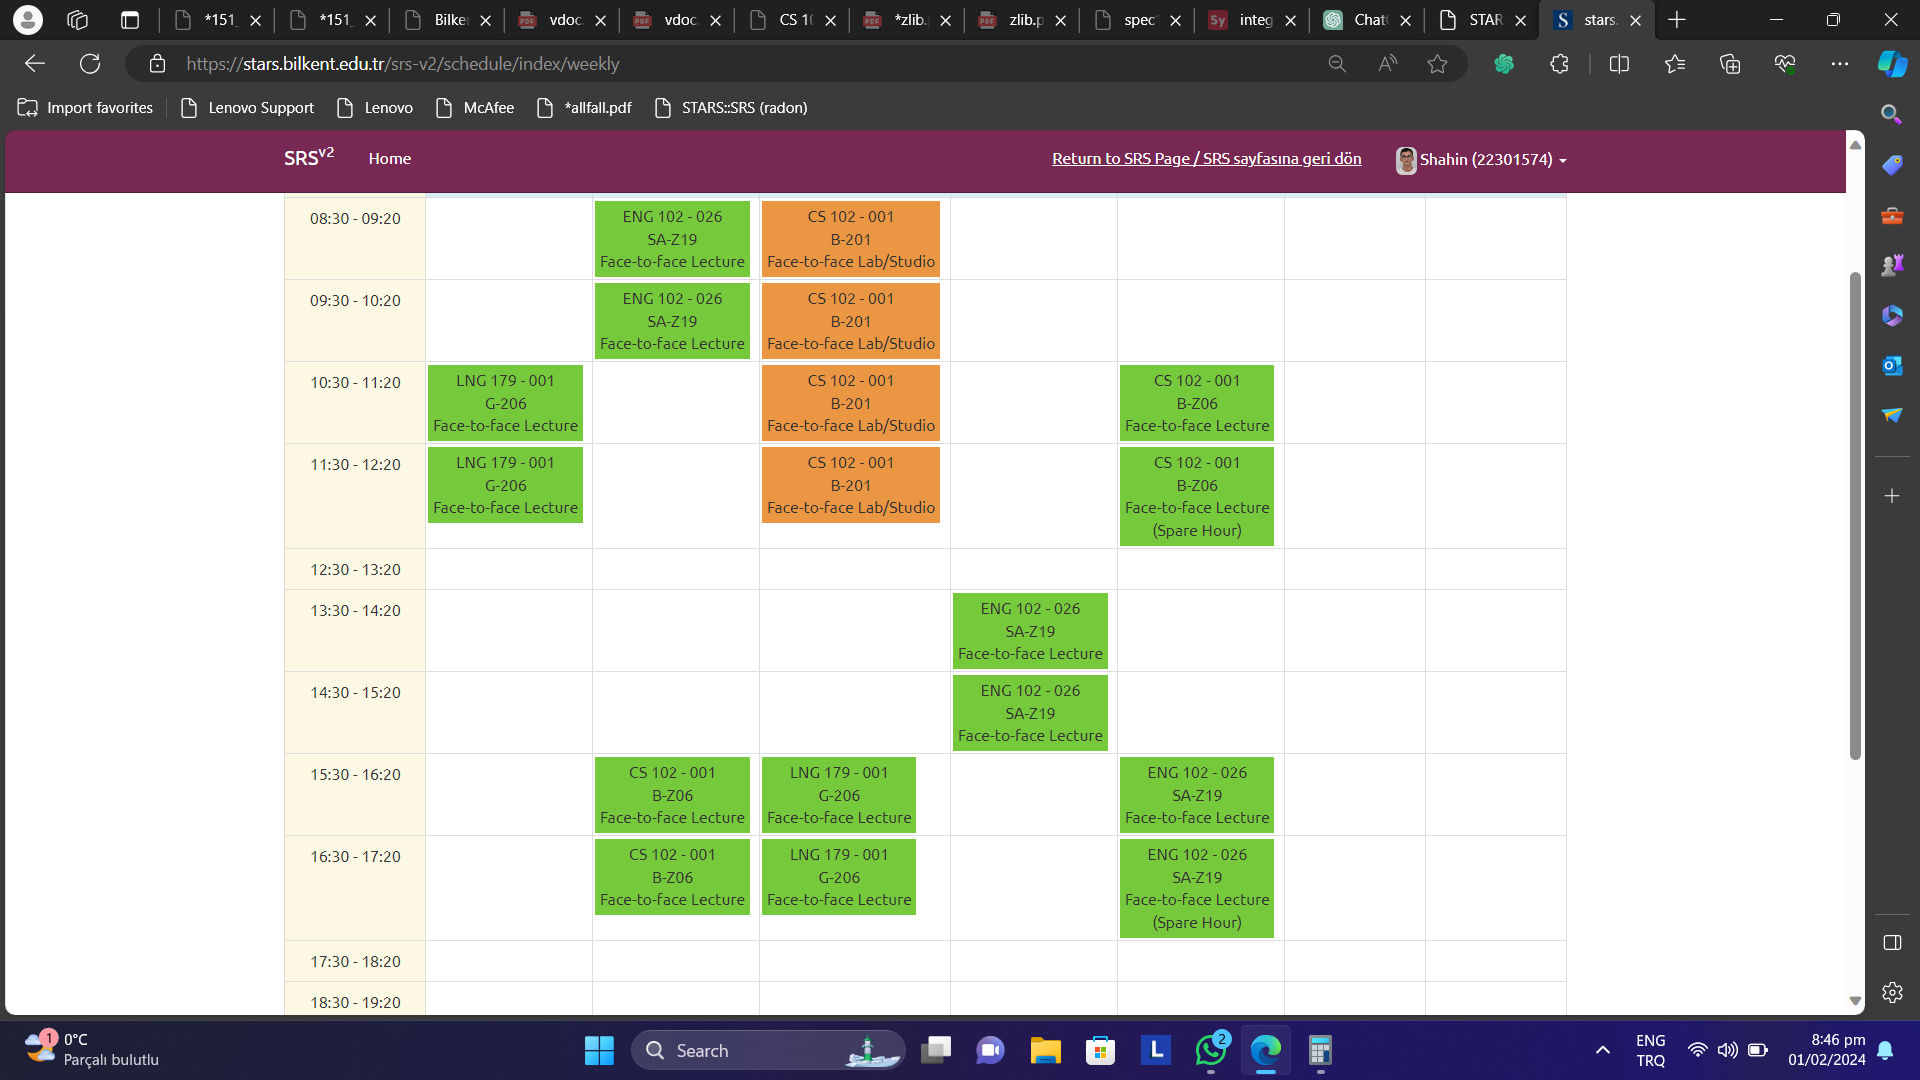 *151_
*151_
Bilke
vdoc.
vdoc.
CS 1
*zlib.
zlib.p
spec
integ
Chat
STAR
stars.
https://stars.bilkent.edu.tr/srs-v2/schedule/index/weekly
Import favorites
Lenovo Support
Lenovo
McAfee
*allfall.pdf
STARS::SRS (radon)
SRSv2 Home
Return to SRS Page / SRS sayfasına geri dön
Shahin (22301574)
08:30 - 09:20
ENG 102 - 026
SA-Z19
Face-to-face Lecture
CS 102 - 001
B-201
Face-to-face Lab/Studio
09:30 - 10:20
ENG 102 - 026
SA-Z19
Face-to-face Lecture
CS 102 - 001
B-201
Face-to-face Lab/Studio
10:30 - 11:20
LNG 179 - 001
G-206
Face-to-face Lecture
CS 102 - 001
B-201
Face-to-face Lab/Studio
CS 102 - 001
B-Z06
Face-to-face Lecture
11:30 - 12:20
LNG 179 - 001
G-206
Face-to-face Lecture
CS 102 - 001
B-201
Face-to-face Lab/Studio
CS 102 - 001
B-Z06
Face-to-face Lecture
(Spare Hour)
12:30 - 13:20
13:30 - 14:20
ENG 102 - 026
SA-Z19
Face-to-face Lecture
14:30 - 15:20
ENG 102 - 026
SA-Z19
Face-to-face Lecture
15:30 - 16:20
CS 102 - 001
B-Z06
Face-to-face Lecture
LNG 179 - 001
G-206
Face-to-face Lecture
ENG 102 - 026
SA-Z19
Face-to-face Lecture
16:30 - 17:20
CS 102 - 001
B-Z06
Face-to-face Lecture
LNG 179 - 001
G-206
Face-to-face Lecture
ENG 102 - 026
SA-Z19
Face-to-face Lecture
(Spare Hour)
17:30 - 18:20
18:30 - 19:20
1
0°C
Parçalı bulutlu
Search
2
ENG
TRQ
8:46 pm
01/02/2024